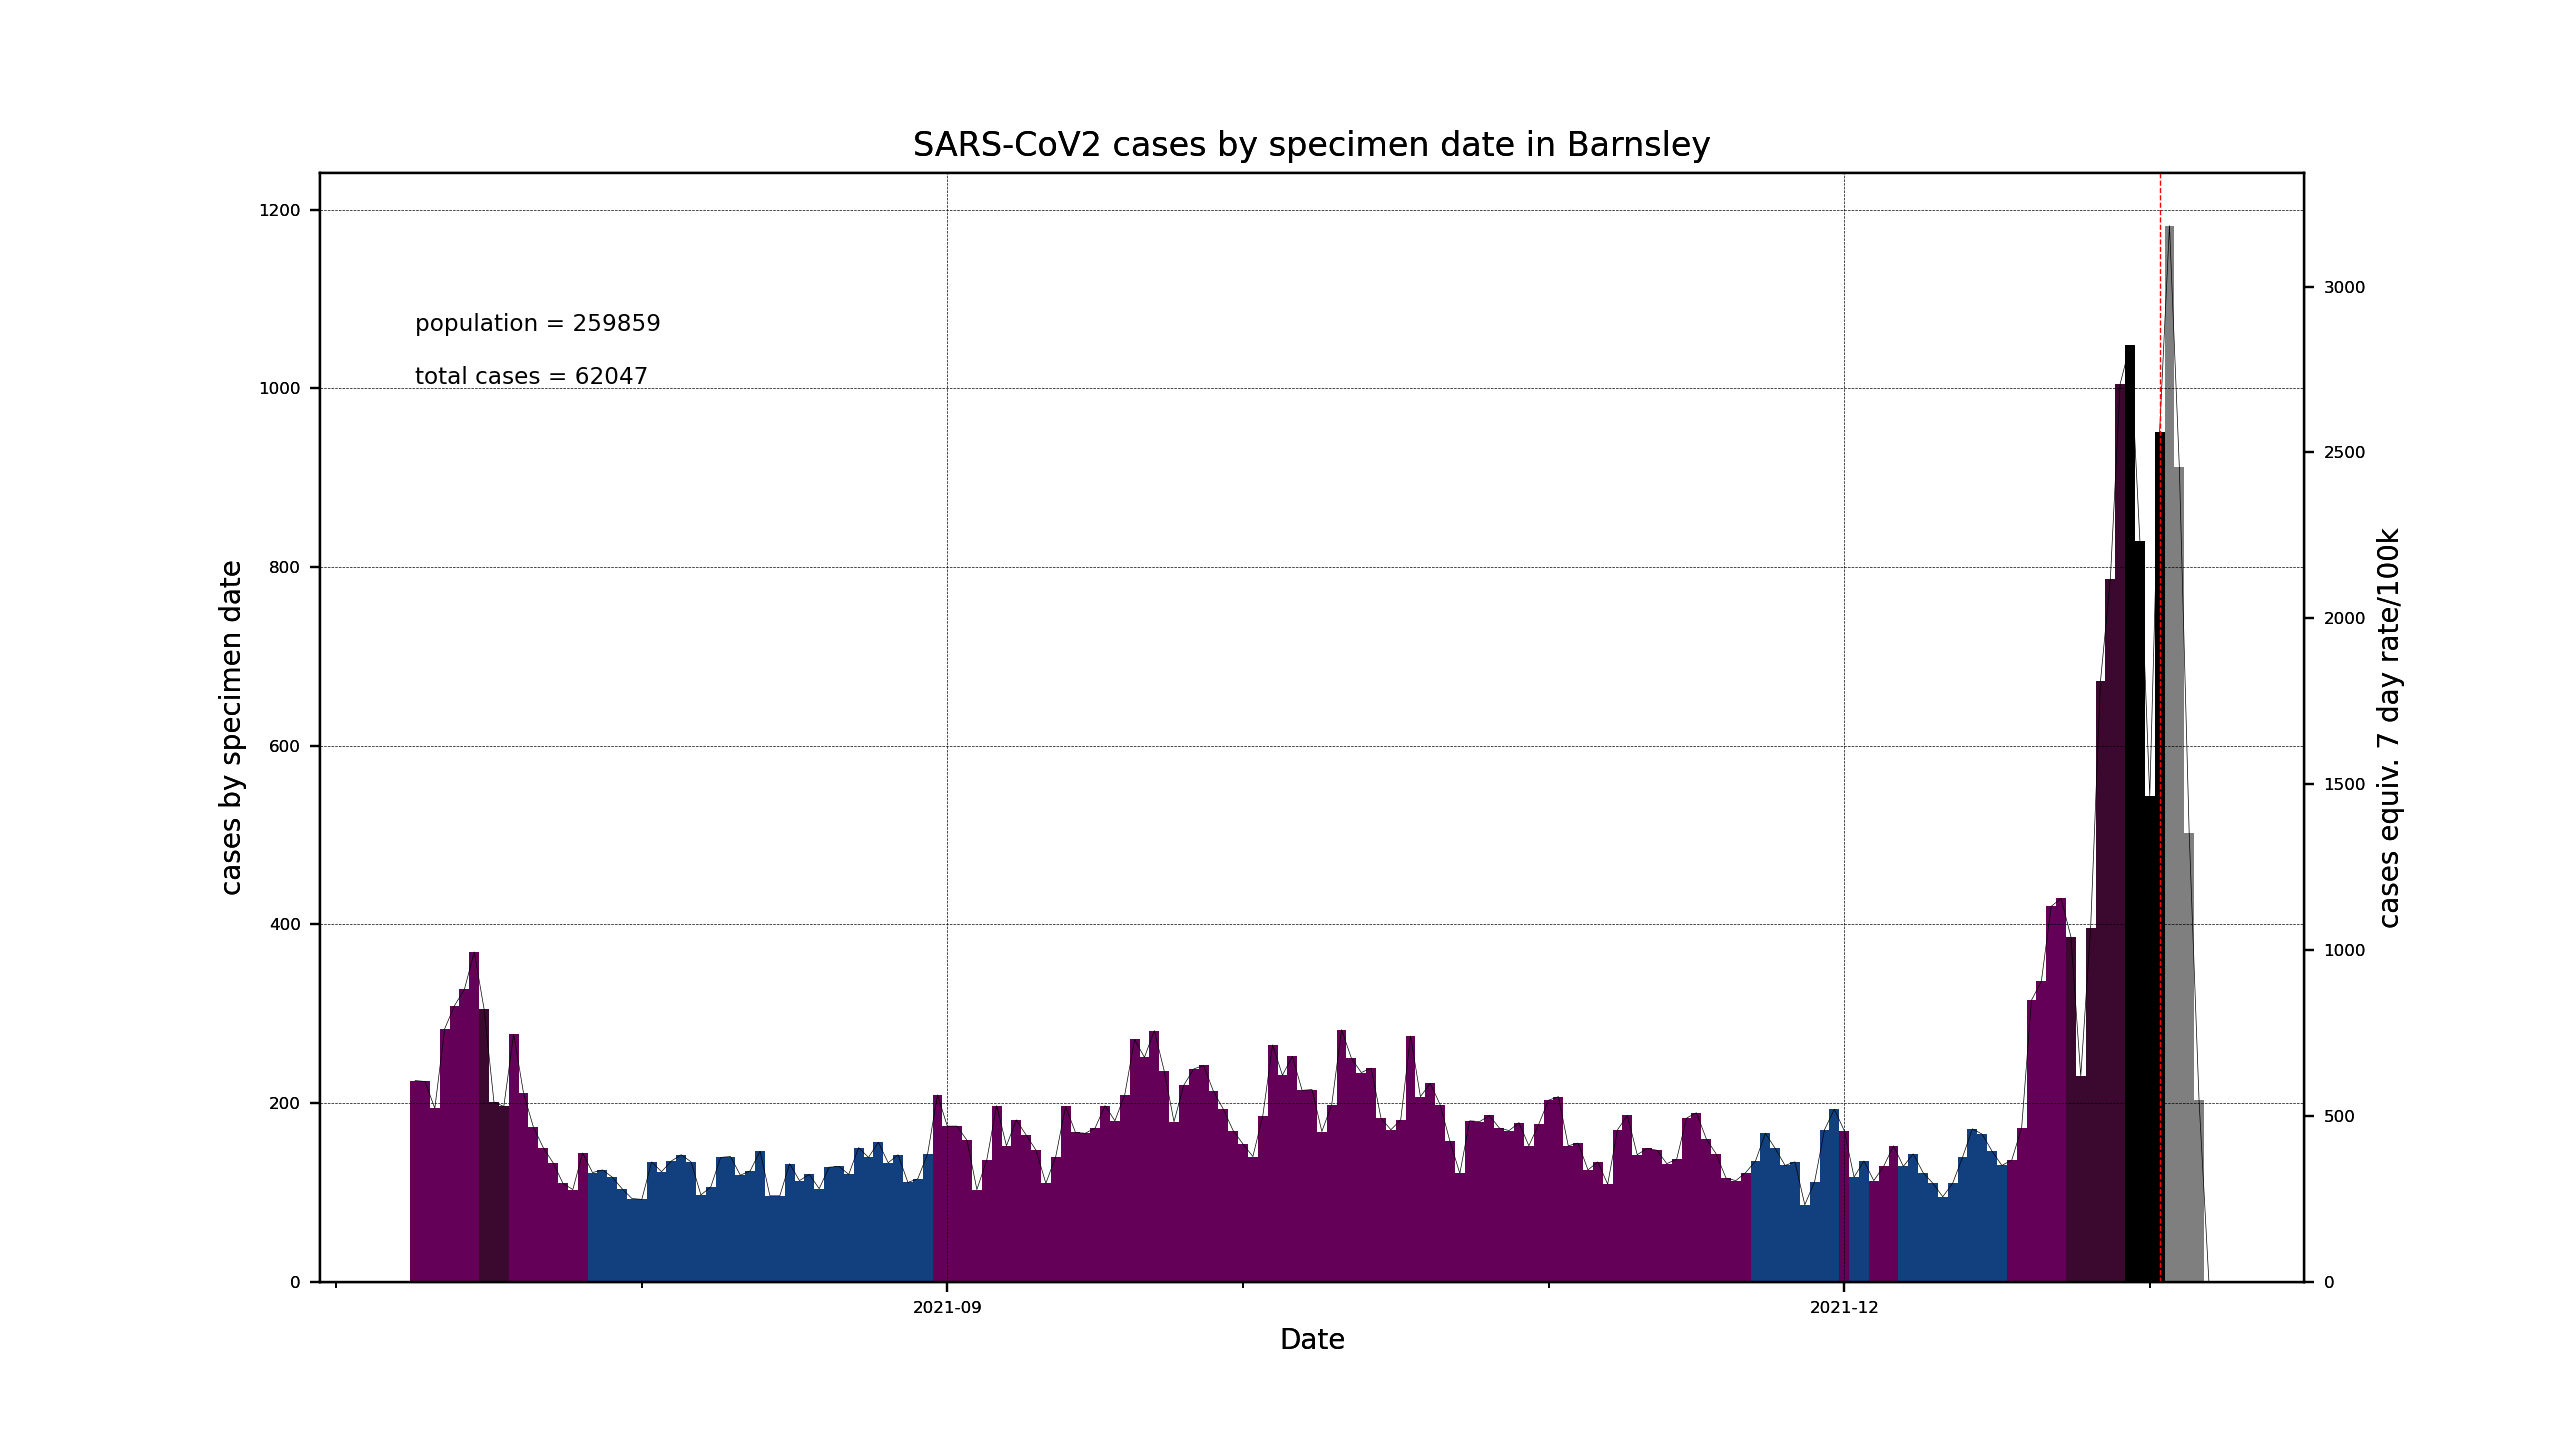 SARS-CoV2 cases by specimen date in Barnsley
population = 259859
total cases = 62047
cases by specimen date
1200
1000
800
600
400
200
0
3000
2500
2000
1500
1000
500
0
cases equiv. 7 day rate/100k
2021-09
2021-12
Date